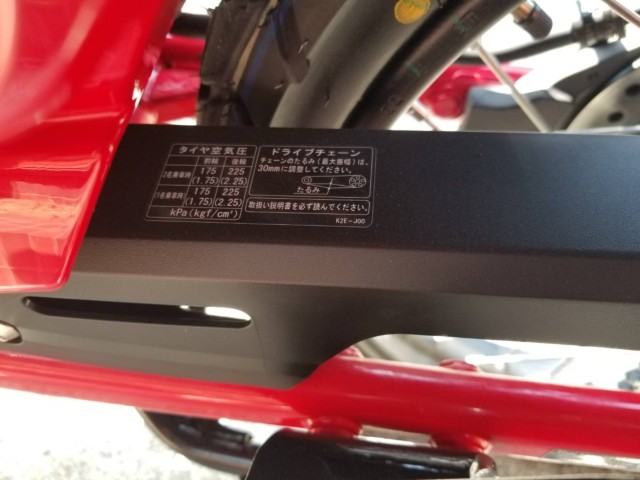 タイヤ空気圧
前輪 後輪
2名乗車時 175 225
(1.75) (2.25)
1名乗車時 175 225
(1.75) (2.25)
kPa(kgf/cm²)
ドライブチェーン
チェーンのたるみ(最大振幅)は、
30mmに調整してください。
たるみ
取扱い説明書を必ず読んでください。
K2E-J00